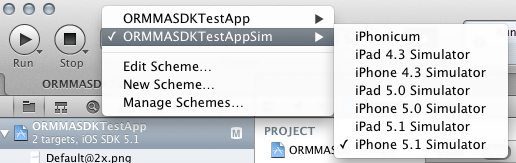 ORMMASDKTestApp
ORMMASDKTestAppSim
Edit Scheme...
New Scheme...
Manage Schemes...
iPhonicum
iPad 4.3 Simulator
iPhone 4.3 Simulator
iPad 5.0 Simulator
iPhone 5.0 Simulator
iPad 5.1 Simulator
iPhone 5.1 Simulator
Run
Stop
ORMMASD
ORMMASDKTestApp
2 targets, iOS SDK 5.1
M
Default@2x.png
PROJECT
ORMMASDK